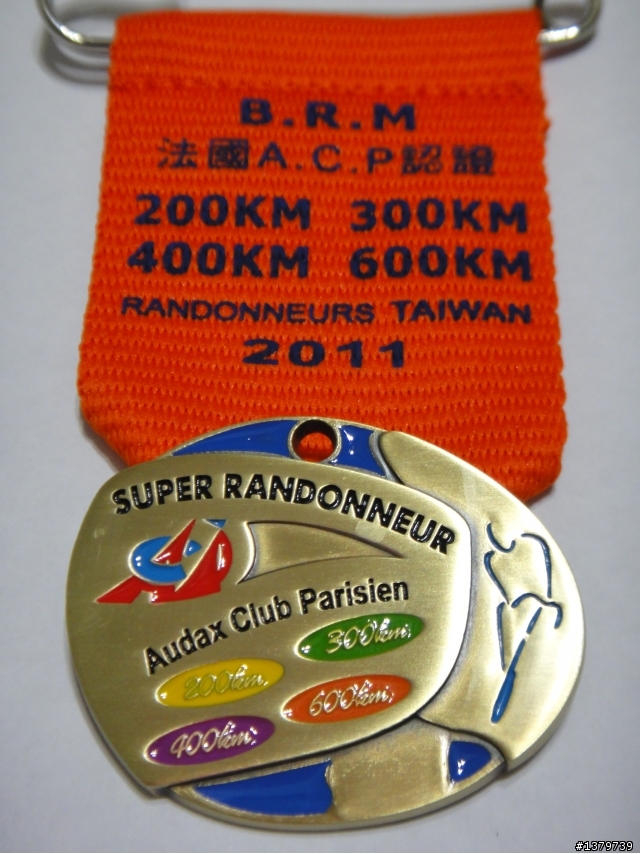 B.R.M
法國A.C.P認證
200KM 300KM
400KM 600KM
RANDONNEURS TAIWAN
2011
SUPER RANDONNEUR
Audax Club Parisien
300km
200km
600km
400km
#1379739